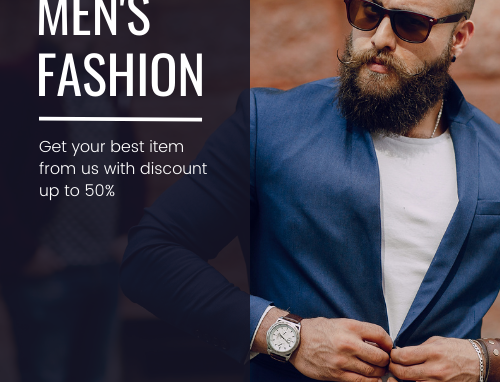 MEN'S
FASHION
Get your best item
from us with discount
up to 50%